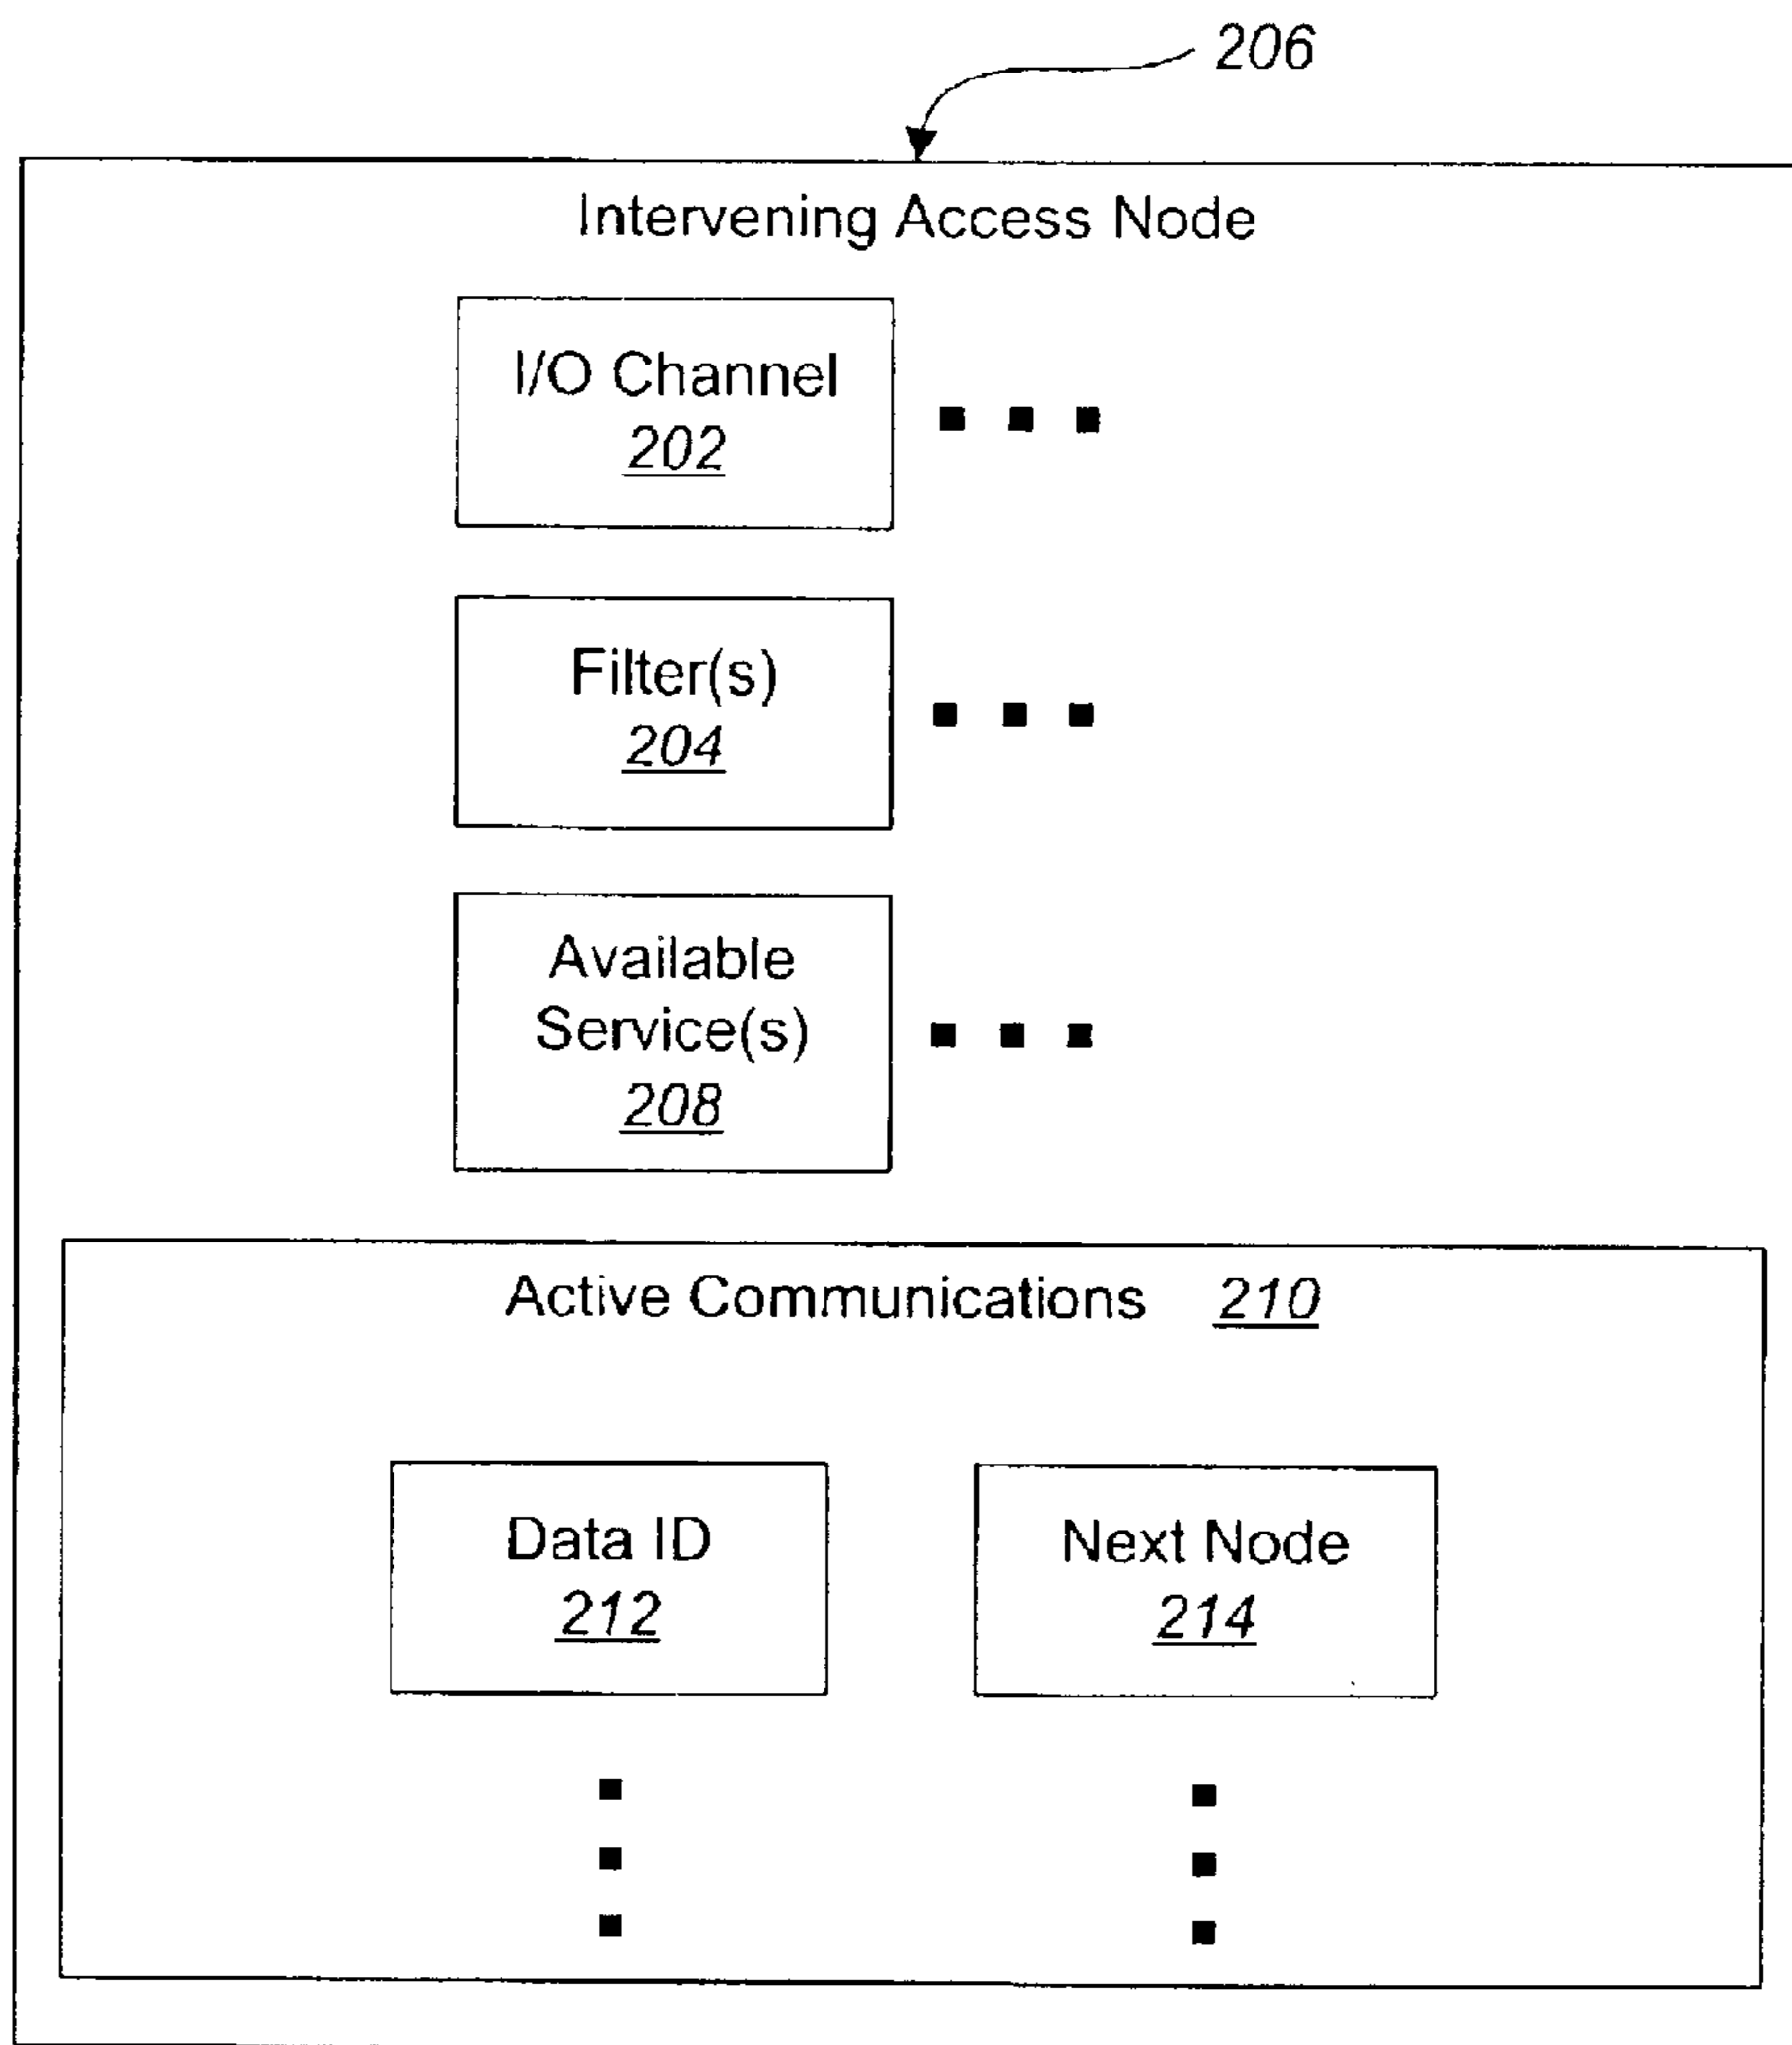 206
Intervening Access Node
I/O Channel
202
Filter(s)
204
Available
Service(s)
208
Active Communications 210
Data ID
212
Next Node
214